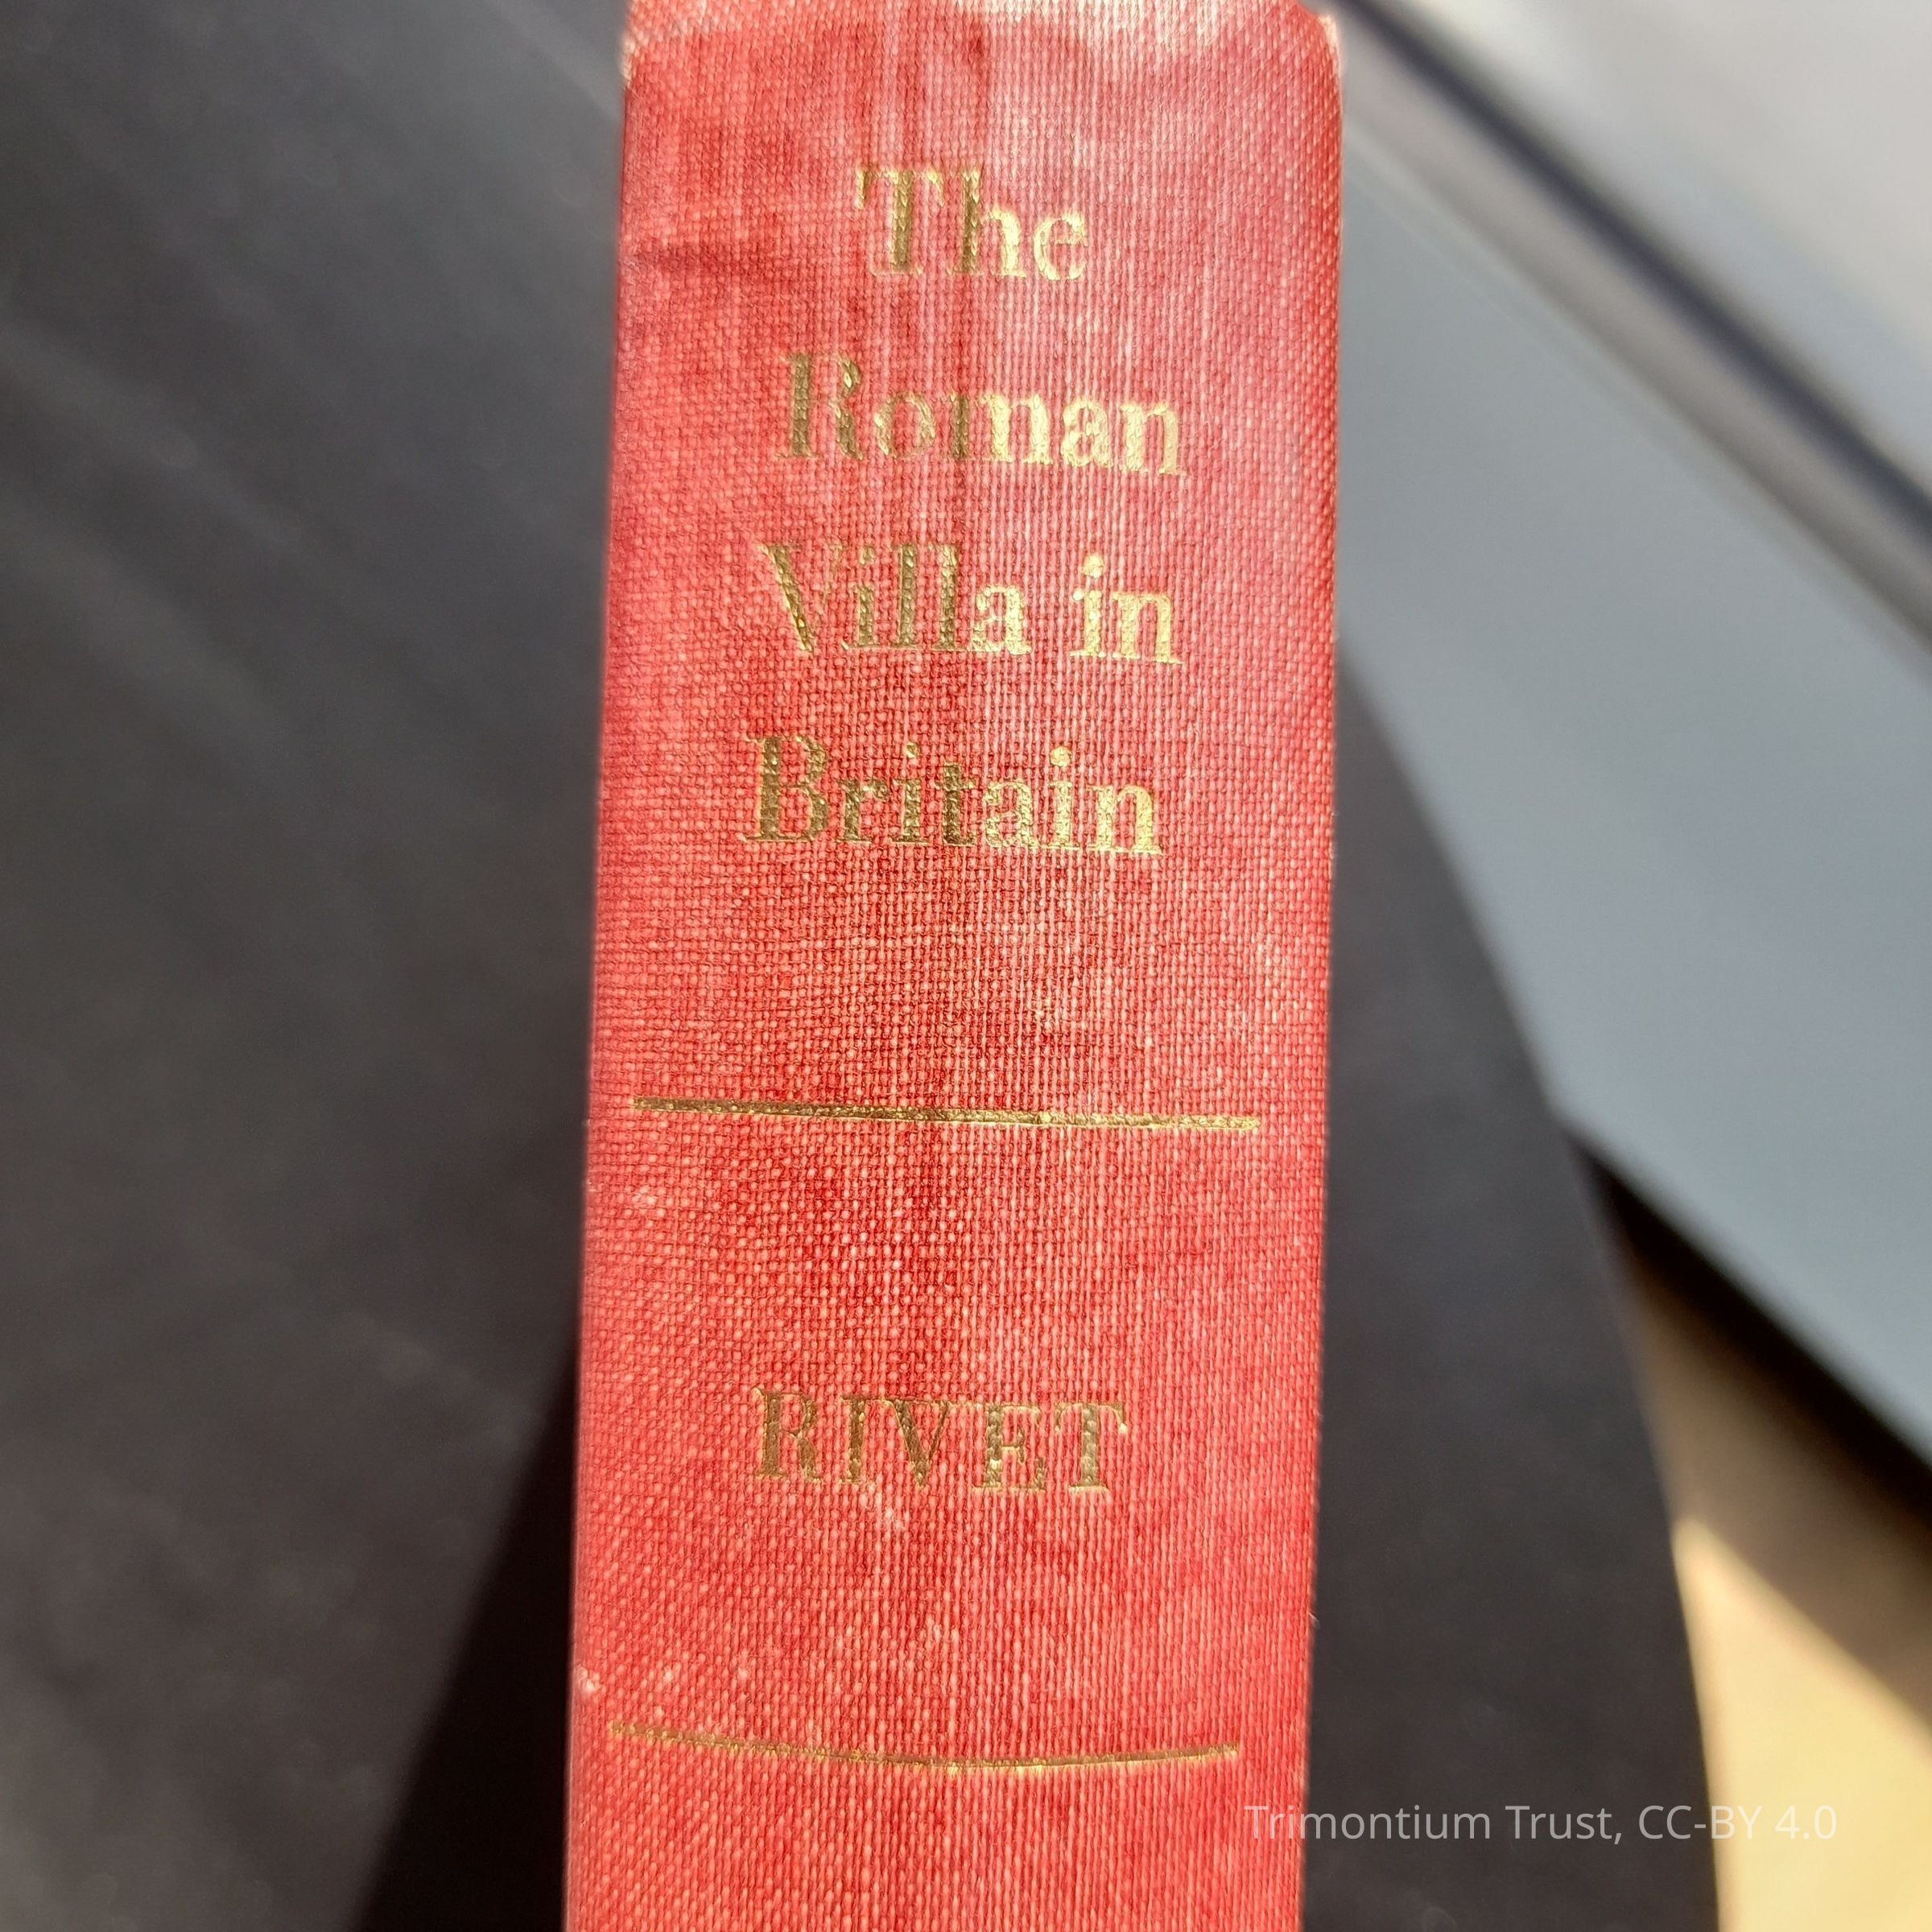 The
Roman
Villa in
Britain
RIVET
Trimontium Trust, CC-BY 4.0